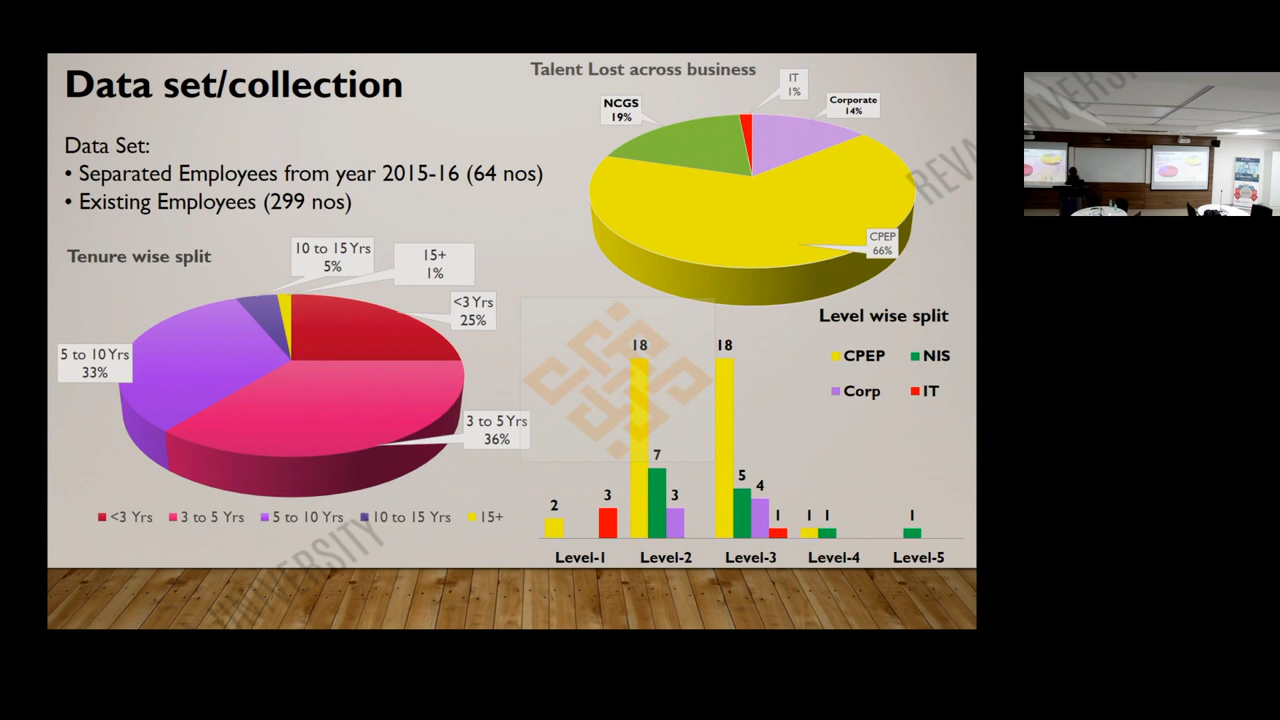 Data set/collection
Data Set:
• Separated Employees from year 2015-16 (64 nos)
• Existing Employees (299 nos)
Tenure wise split
10 to 15 Yrs
5%
15+
1%
<3 Yrs
25%
5 to 10 Yrs
33%
3 to 5 Yrs
36%
<3 Yrs 3 to 5 Yrs 5 to 10 Yrs 10 to 15 Yrs 15+
Talent Lost across business
IT
1%
NCGS
19%
Corporate
14%
CPEP
66%
Level wise split
CPEP NIS
Corp IT
18 18
7
5 4
2 3 3 1 1 1 1
Level-1 Level-2 Level-3 Level-4 Level-5
REVA
UNIVERSITY
UNIVERSITY